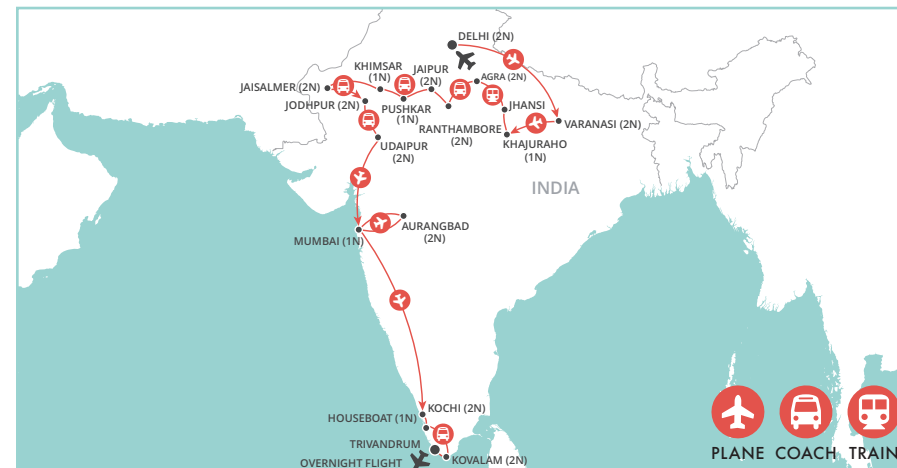 DELHI (2N)
KHIMSAR
(1N)
JAIPUR
(2N)
AGRA (2N)
JAISALMER (2N)
JODHPUR (2N)
PUSHKAR
(1N)
JHANSI
RANTHAMBORE
(2N)
VARANASI (2N)
KHAJURAHO
(1N)
UDAIPUR
(2N)
INDIA
AURANGBAD
(2N)
MUMBAI (1N)
KOCHI (2N)
HOUSEBOAT (1N)
TRIVANDRUM
OVERNIGHT FLIGHT
KOVALAM (2N)
PLANE COACH TRAIN